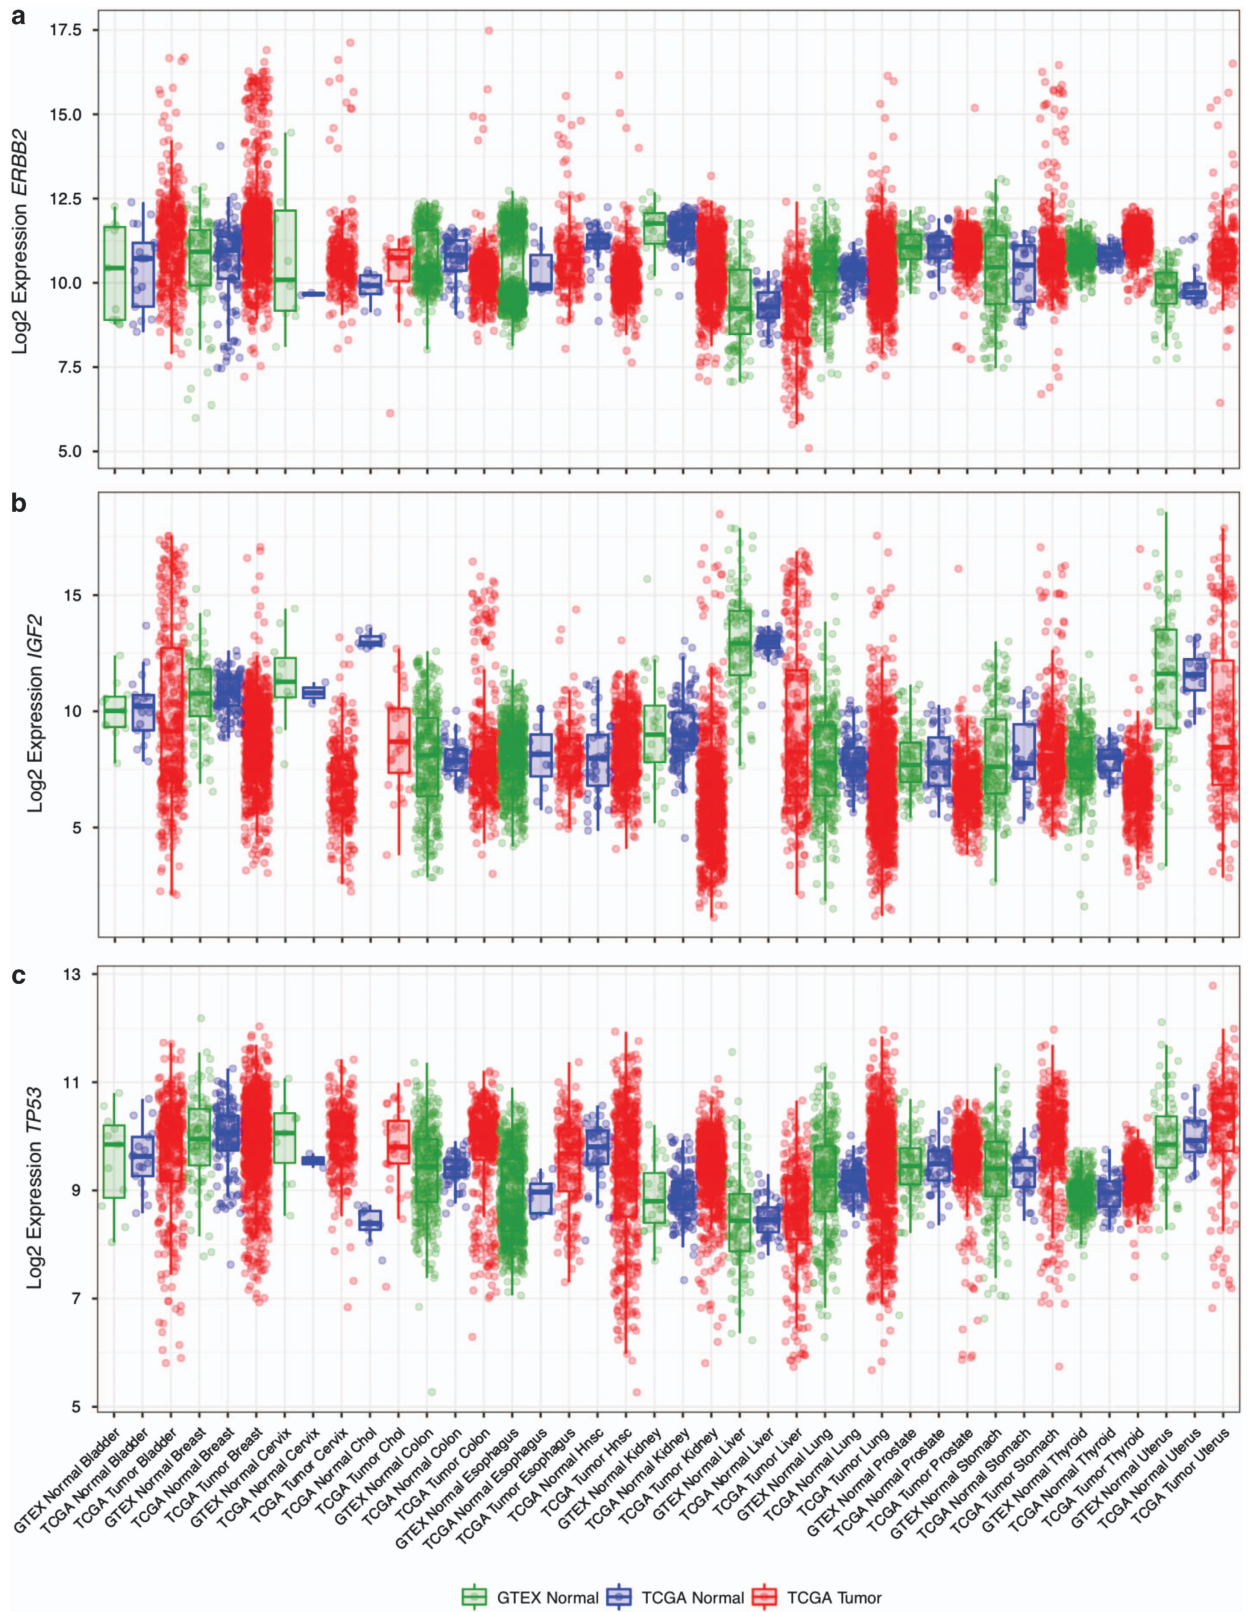 a
17.5
15.0
12.5
10.0
7.5
5.0
Log2 Expression ERBB2
b
15
10
5
Log2 Expression IGF2
c
13
11
9
7
5
Log2 Expression TP53
GTEX Normal Bladder
TCGA Normal Bladder
TCGA Tumor Bladder
GTEX Normal Breast
TCGA Normal Breast
TCGA Tumor Breast
GTEX Normal Cervix
TCGA Normal Cervix
TCGA Tumor Cervix
TCGA Normal Chol
TCGA Tumor Chol
GTEX Normal Colon
TCGA Normal Colon
TCGA Tumor Colon
GTEX Normal Esophagus
TCGA Normal Esophagus
TCGA Tumor Esophagus
TCGA Normal Hnsc
TCGA Tumor Hnsc
GTEX Normal Kidney
TCGA Normal Kidney
TCGA Tumor Kidney
GTEX Normal Liver
TCGA Normal Liver
TCGA Tumor Liver
GTEX Normal Lung
TCGA Normal Lung
TCGA Tumor Lung
GTEX Normal Prostate
TCGA Normal Prostate
TCGA Tumor Prostate
GTEX Normal Stomach
TCGA Normal Stomach
TCGA Tumor Stomach
GTEX Normal Thyroid
TCGA Normal Thyroid
TCGA Tumor Thyroid
GTEX Normal Uterus
TCGA Normal Uterus
TCGA Tumor Uterus
GTEX Normal
TCGA Normal
TCGA Tumor